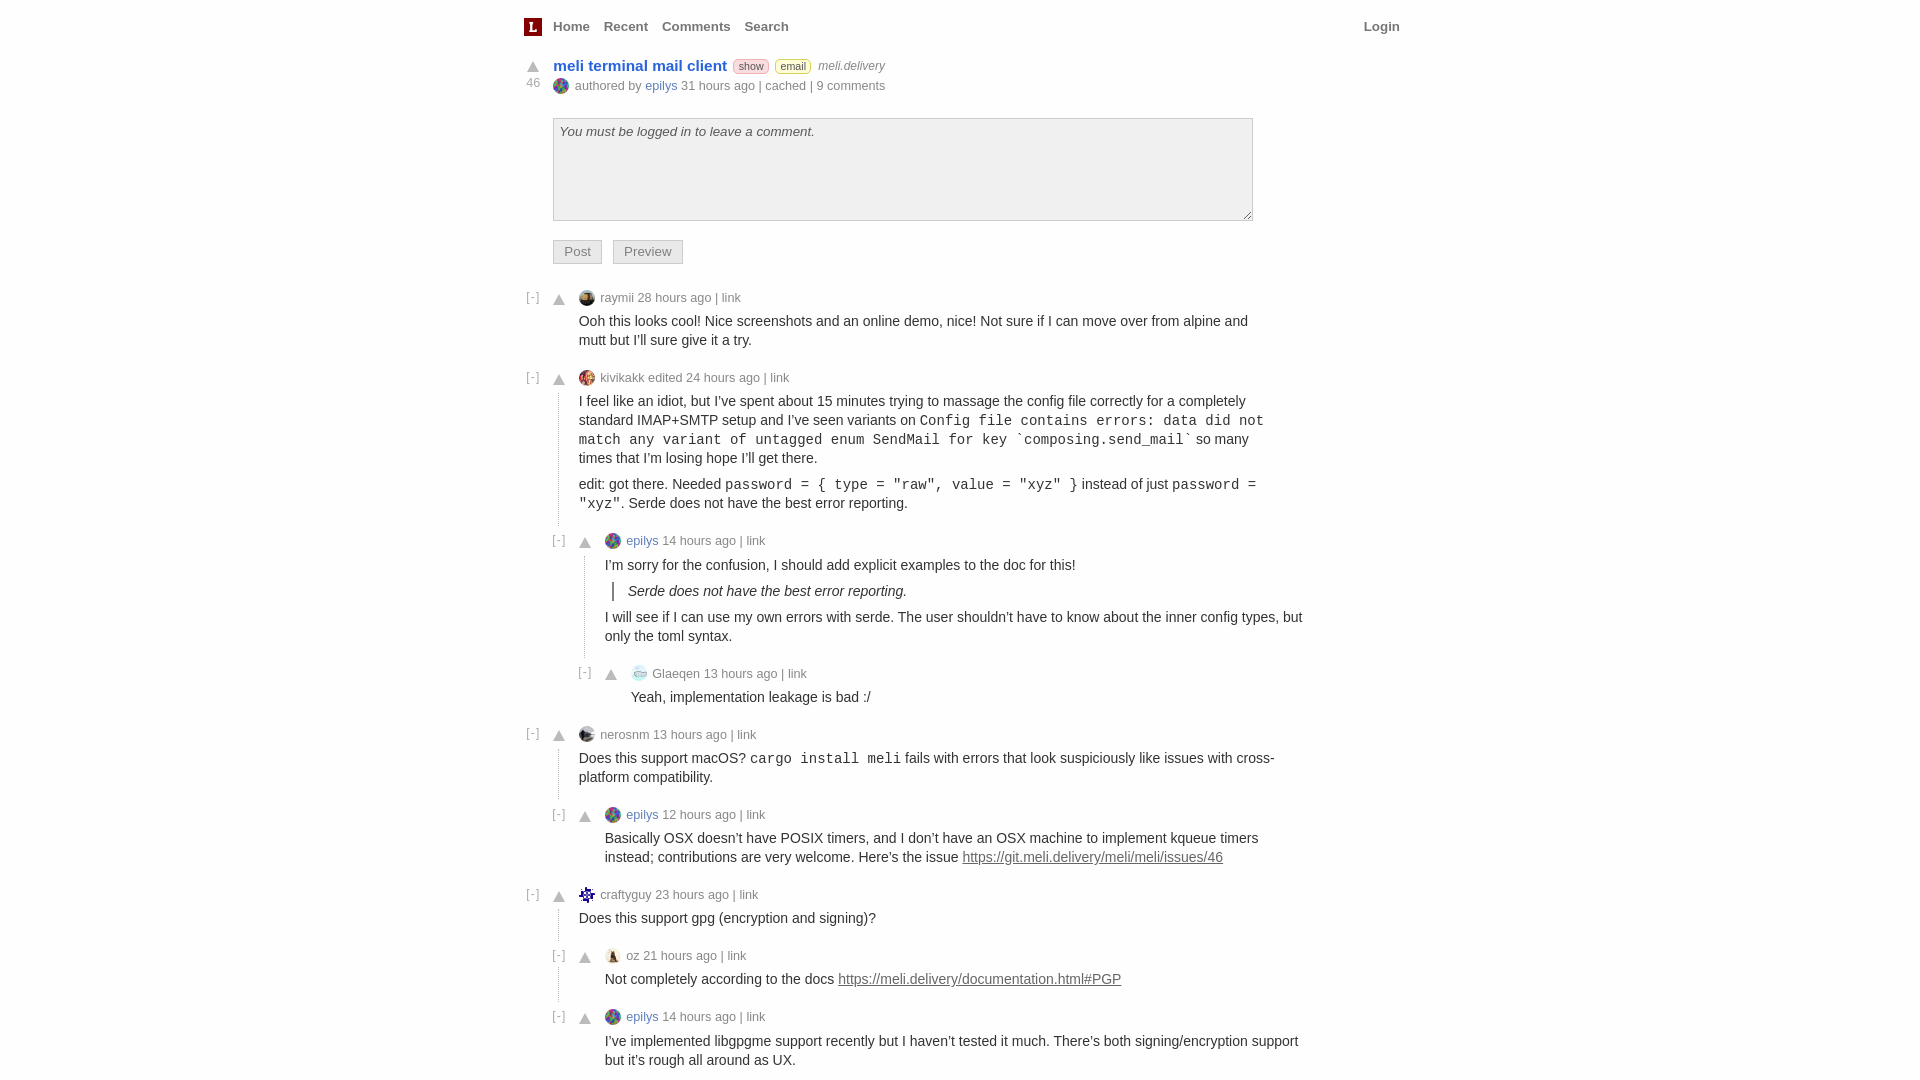 L Home Recent Comments Search Login
meli terminal mail client show email meli.delivery
46
authored by epilys 31 hours ago | cached | 9 comments
You must be logged in to leave a comment.
Post Preview
[-] raymii 28 hours ago | link
Ooh this looks cool! Nice screenshots and an online demo, nice! Not sure if I can move over from alpine and
mutt but I’ll sure give it a try.
[-] kivikakk edited 24 hours ago | link
I feel like an idiot, but I’ve spent about 15 minutes trying to massage the config file correctly for a completely
standard IMAP+SMTP setup and I’ve seen variants on Config file contains errors: data did not
match any variant of untagged enum SendMail for key `composing.send_mail` so many
times that I’m losing hope I’ll get there.
edit: got there. Needed password = { type = "raw", value = "xyz" } instead of just password =
"xyz". Serde does not have the best error reporting.
[-] epilys 14 hours ago | link
I’m sorry for the confusion, I should add explicit examples to the doc for this!
Serde does not have the best error reporting.
I will see if I can use my own errors with serde. The user shouldn’t have to know about the inner config types, but
only the toml syntax.
[-] Glaeqen 13 hours ago | link
Yeah, implementation leakage is bad :/
[-] nerosnm 13 hours ago | link
Does this support macOS? cargo install meli fails with errors that look suspiciously like issues with cross-
platform compatibility.
[-] epilys 12 hours ago | link
Basically OSX doesn’t have POSIX timers, and I don’t have an OSX machine to implement kqueue timers
instead; contributions are very welcome. Here’s the issue https://git.meli.delivery/meli/meli/issues/46
[-] craftyguy 23 hours ago | link
Does this support gpg (encryption and signing)?
[-] oz 21 hours ago | link
Not completely according to the docs https://meli.delivery/documentation.html#PGP
[-] epilys 14 hours ago | link
I’ve implemented libgpgme support recently but I haven’t tested it much. There’s both signing/encryption support
but it’s rough all around as UX.